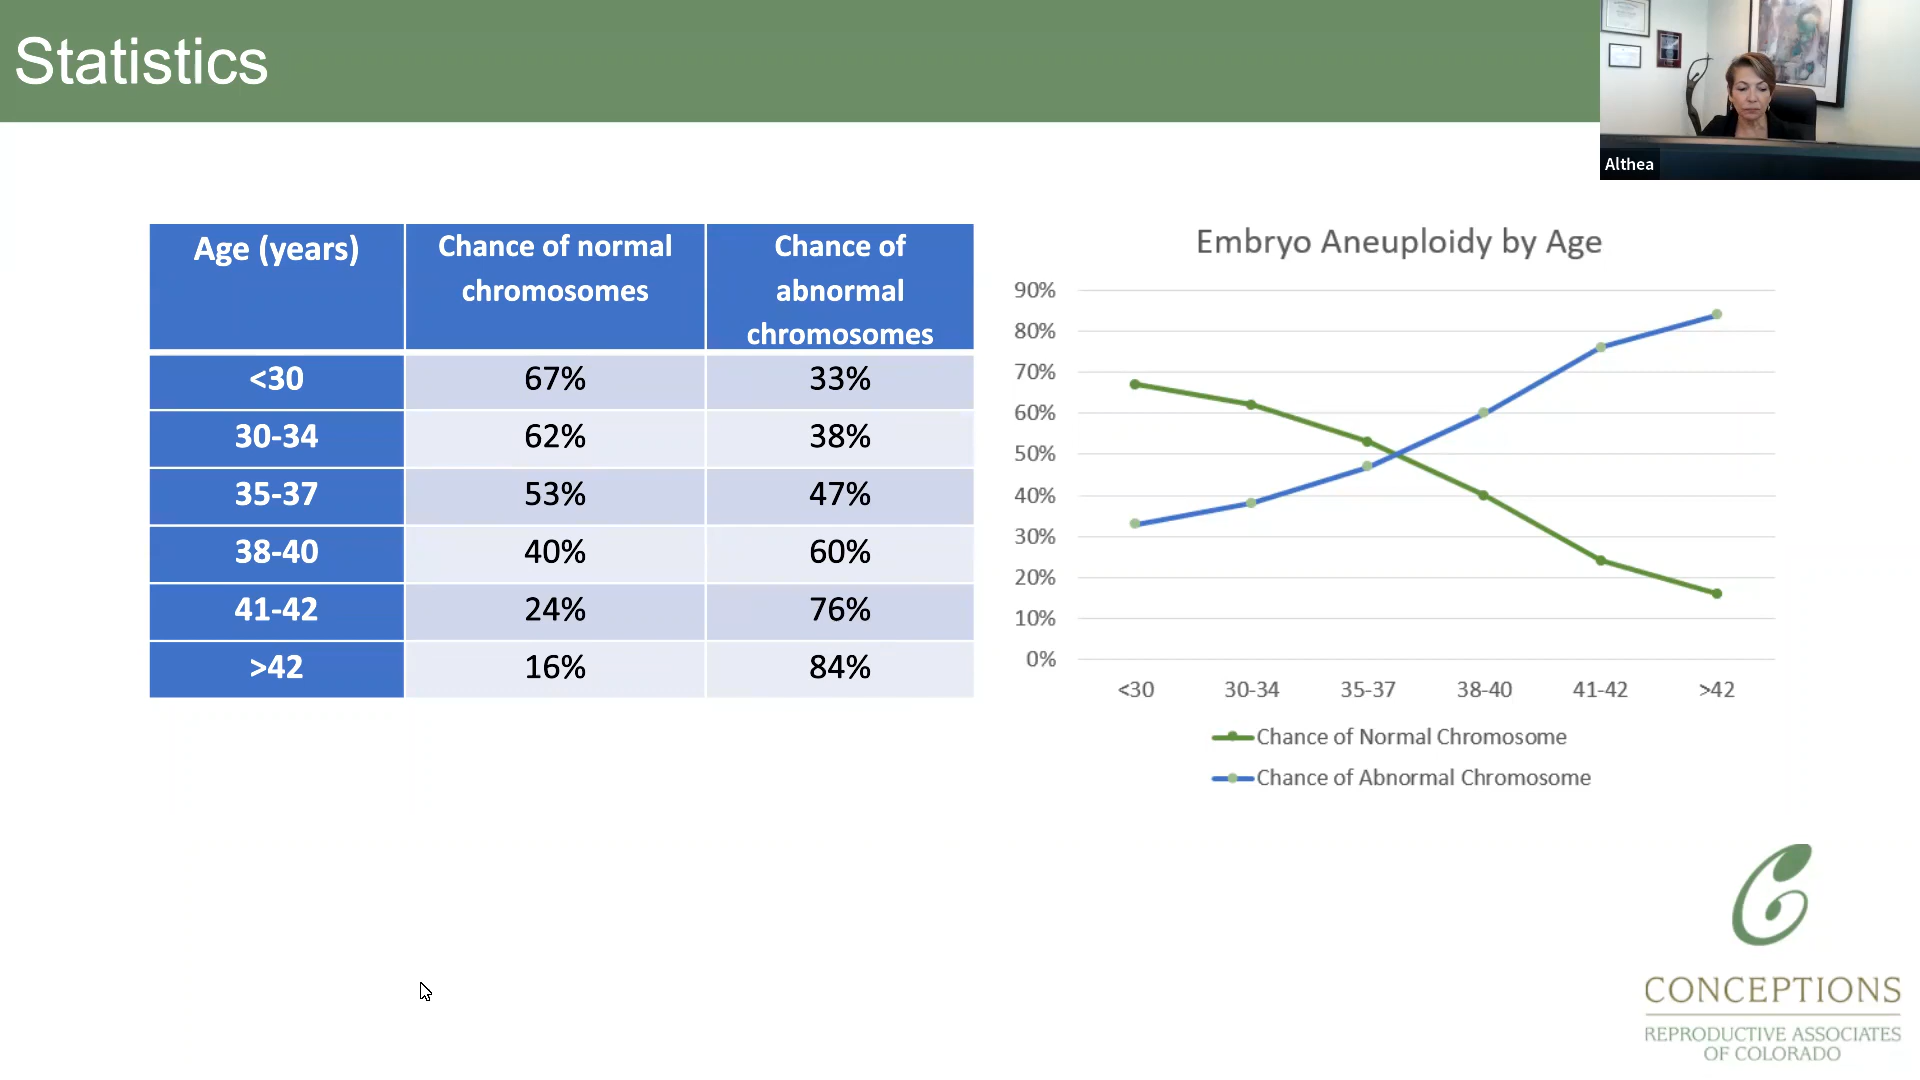 Statistics
Althea
Age (years)
Chance of normal
chromosomes
Chance of
abnormal
chromosomes
<30 67% 33%
30-34 62% 38%
35-37 53% 47%
38-40 40% 60%
41-42 24% 76%
>42 16% 84%
Embryo Aneuploidy by Age
90%
80%
70%
60%
50%
40%
30%
20%
10%
0%
<30 30-34 35-37 38-40 41-42 >42
Chance of Normal Chromosome
Chance of Abnormal Chromosome
CONCEPTIONS
REPRODUCTIVE ASSOCIATES
OF COLORADO